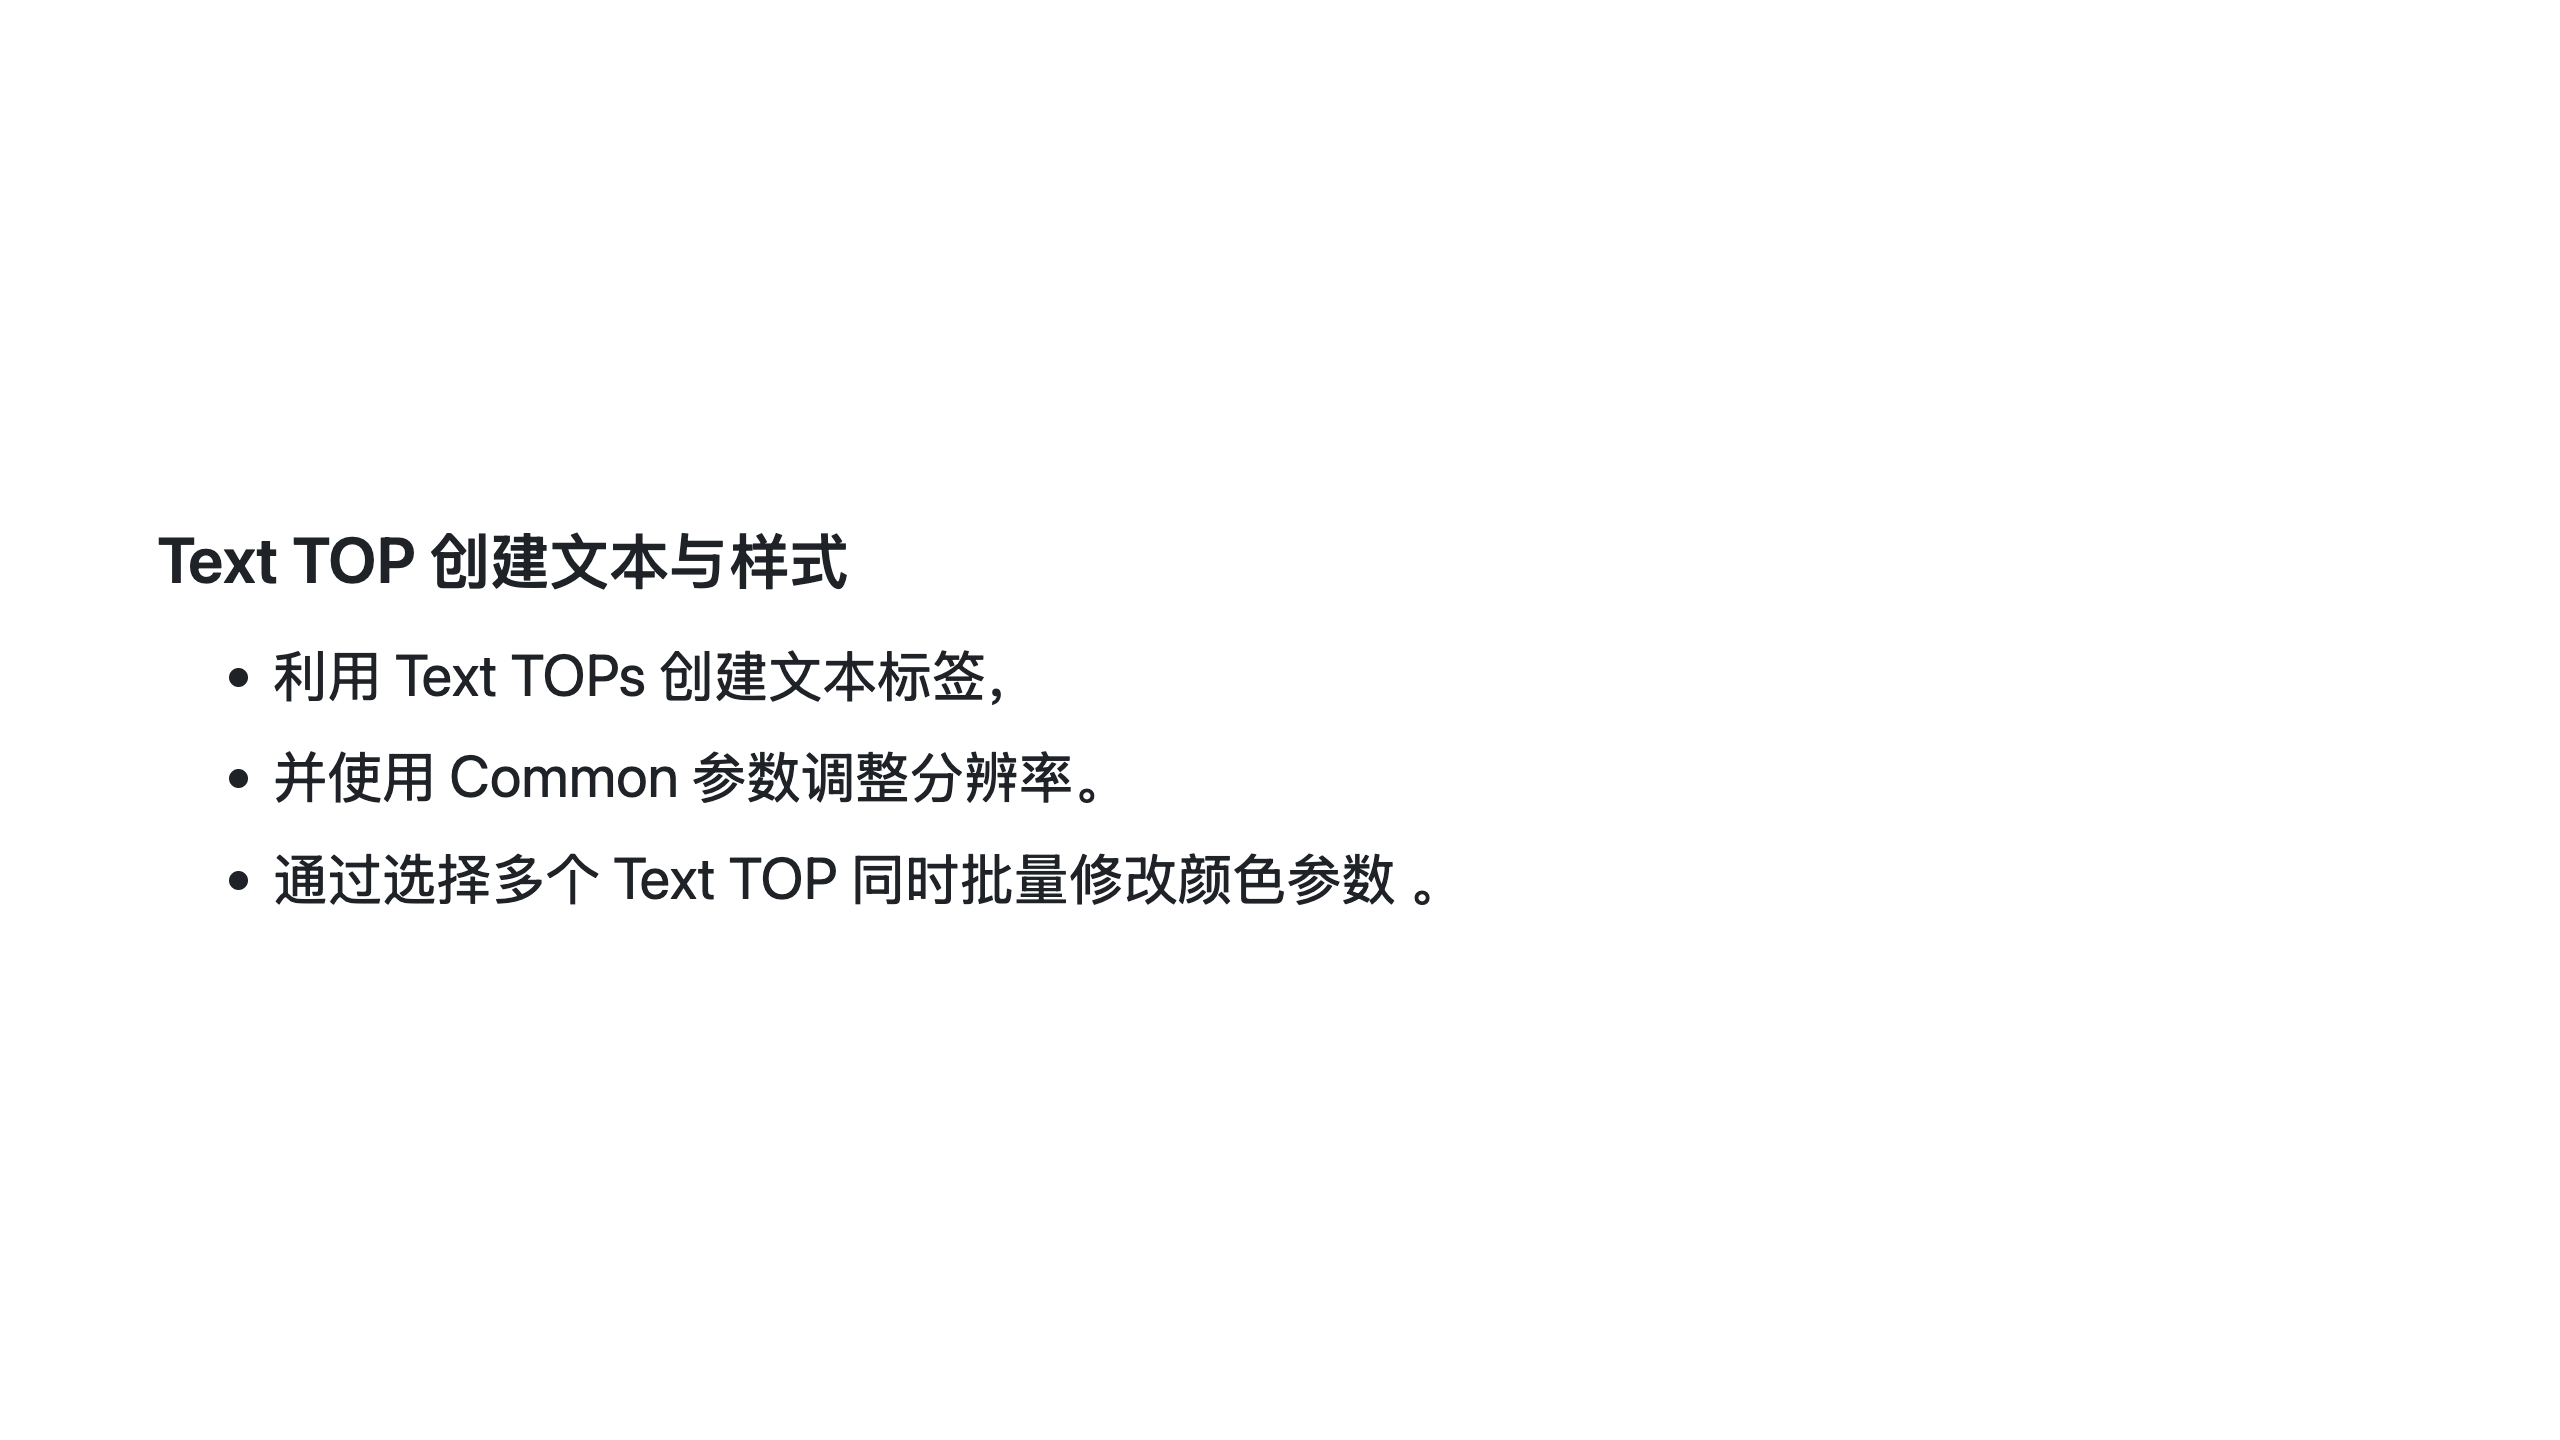 Text TOP 创建文本与样式
• 利用 Text TOPs 创建文本标签，
• 并使用 Common 参数调整分辨率。
• 通过选择多个 Text TOP 同时批量修改颜色参数 。